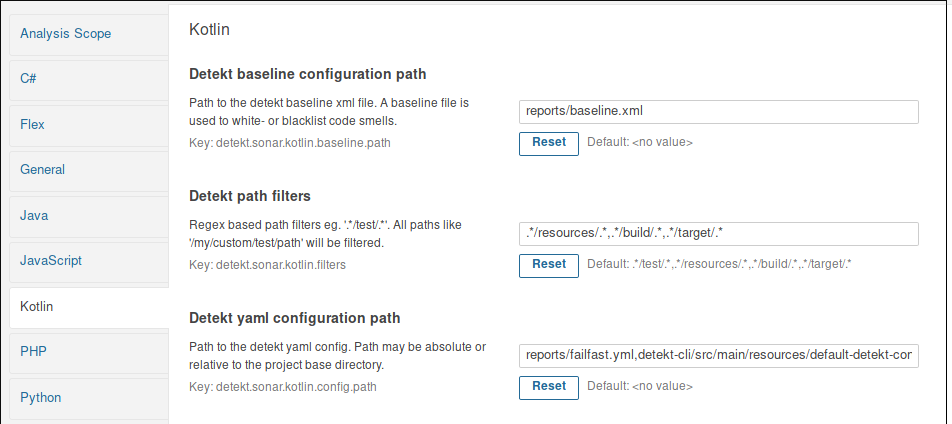 Analysis Scope
C#
Flex
General
Java
JavaScript
Kotlin
PHP
Python
Kotlin
Detekt baseline configuration path
Path to the detekt baseline xml file. A baseline file is
used to white- or blacklist code smells.
Key: detekt.sonar.kotlin.baseline.path
reports/baseline.xml
Reset Default: <no value>
Detekt path filters
Regex based path filters eg. '.*/test/.*'. All paths like
'/my/custom/test/path' will be filtered.
Key: detekt.sonar.kotlin.filters
.*/resources/.*,.*/build/.*,.*/target/.*
Reset Default: .*/test/.*,.*/resources/.*,.*/build/.*,.*/target/.*
Detekt yaml configuration path
Path to the detekt yaml config. Path may be absolute or
relative to the project base directory.
Key: detekt.sonar.kotlin.config.path
reports/failfast.yml,detekt-cli/src/main/resources/default-detekt-cor
Reset Default: <no value>